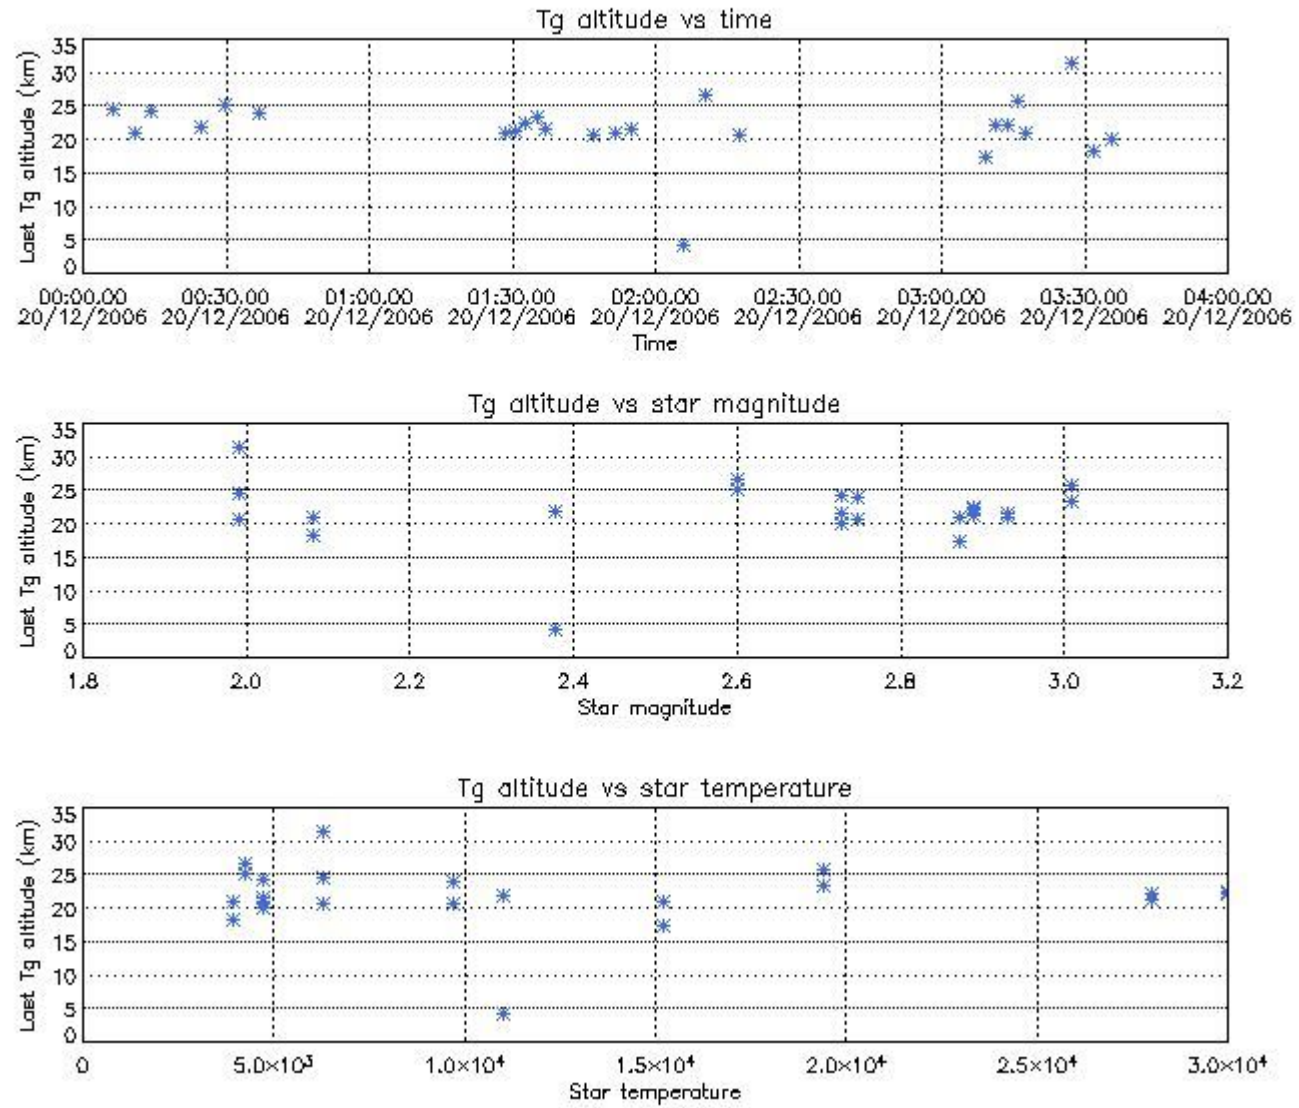 Tg altitude vs time
Last Tg altitude (km)
35
30
25
20
15
10
5
0
00:00.00 00:30.00 01:00.00 01:30.00 02:00.00 02:30.00 03:00.00 03:30.00 04:00.00
20/12/2006 20/12/2006 20/12/2006 20/12/2006 20/12/2006 20/12/2006 20/12/2006 20/12/2006 20/12/2006
Time
Tg altitude vs star magnitude
Last Tg altitude (km)
35
30
25
20
15
10
5
0
1.8 2.0 2.2 2.4 2.6 2.8 3.0 3.2
Star magnitude
Tg altitude vs star temperature
Last Tg altitude (km)
35
30
25
20
15
10
5
0
0 5.0×10³ 1.0×10⁴ 1.5×10⁴ 2.0×10⁴ 2.5×10⁴ 3.0×10⁴
Star temperature